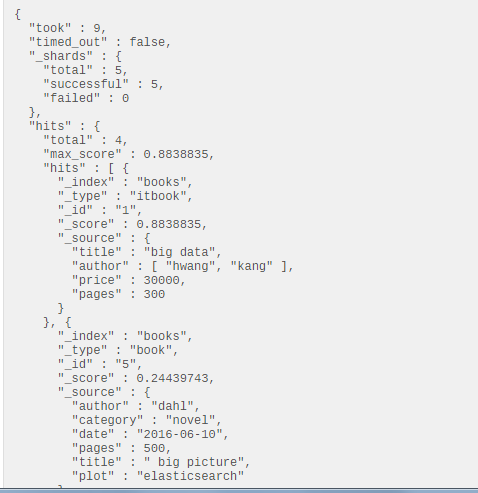 {
"took" : 9,
"timed_out" : false,
"_shards" : {
"total" : 5,
"successful" : 5,
"failed" : 0
},
"hits" : {
"total" : 4,
"max_score" : 0.8838835,
"hits" : [ {
"_index" : "books",
"_type" : "itbook",
"_id" : "1",
"_score" : 0.8838835,
"_source" : {
"title" : "big data",
"author" : [ "hwang", "kang" ],
"price" : 30000,
"pages" : 300
}
}, {
"_index" : "books",
"_type" : "book",
"_id" : "5",
"_score" : 0.24439743,
"_source" : {
"author" : "dahl",
"category" : "novel",
"date" : "2016-06-10",
"pages" : 500,
"title" : " big picture",
"plot" : "elasticsearch"